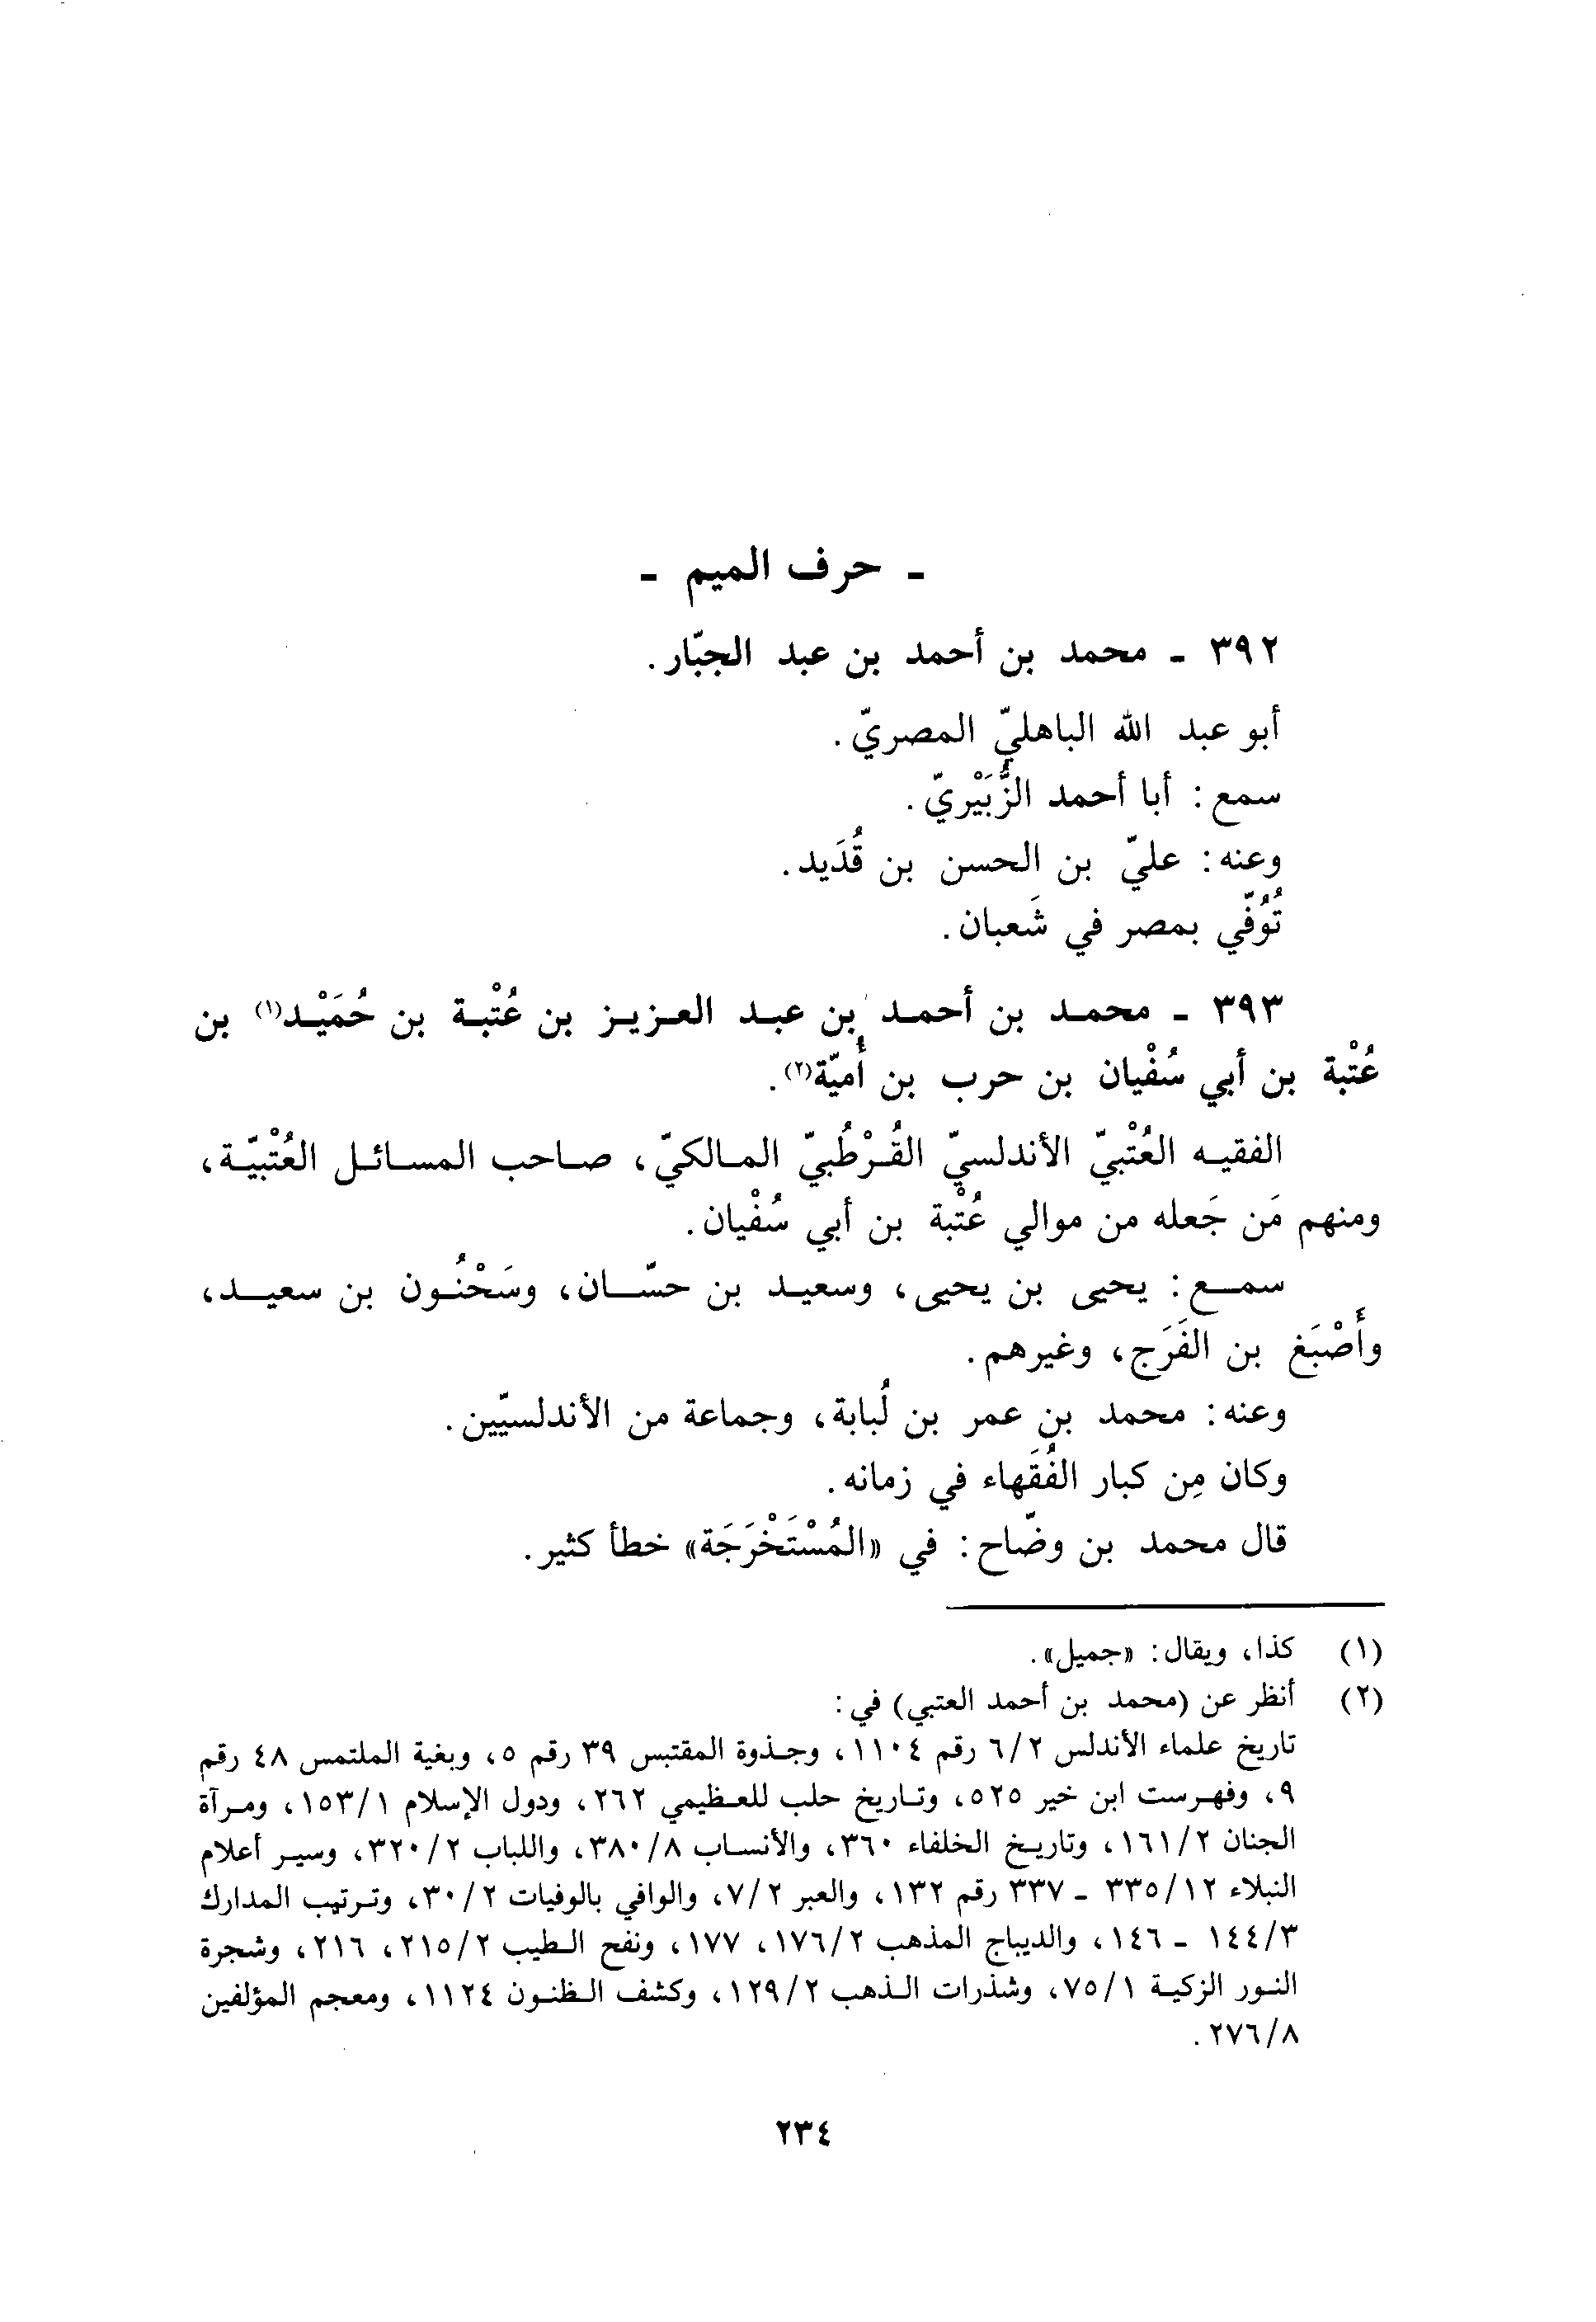 - حرف الميم -
٣٩٢ - محمد بن أحمد بن عبد الجبّار.
أبو عبد الله الباهليّ المصريّ.
سمع: أبا أحمد الزُّبَيْريّ.
وعنه: عليّ بن الحسن بن قُدَيد.
تُوُفّي بمصر في شَعبان.
٣٩٣ - محمد بن أحمد بن عبد العزيز بن عُتْبة بن حُمَيْد(١) بن
عُتْبة بن أبي سُفْيان بن حرب بن أُميّة(٢).
الفقيه العُتْبيّ الأندلسيّ القُرْطُبيّ المالكيّ، صاحب المسائل العُتْبيّة،
ومنهم مَن جَعله من موالي عُتْبة بن أبي سُفْيان.
سمع: يحيى بن يحيى، وسعيد بن حسّان، وسَحْنُون بن سعيد،
وأَصْبَغ بن الفَرَج، وغيرهم.
وعنه: محمد بن عمر بن لُبابة، وجماعة من الأندلسيّين.
وكان مِن كبار الفُقَهاء في زمانه.
قال محمد بن وضّاح: في «المُسْتَخْرَجَة» خطأ كثير.
(١) كذا، ويقال: «جميل».
(٢) أنظر عن (محمد بن أحمد العتبي) في:
تاريخ علماء الأندلس ٦/٢ رقم ١١٠٤، وجذوة المقتبس ٣٩ رقم ٥، وبغية الملتمس ٤٨ رقم
٩، وفهرست ابن خير ٥٢٥، وتاريخ حلب للعظيمي ٢٦٢، ودول الإسلام ١٥٣/١، ومرآة
الجنان ١٦١/٢، وتاريخ الخلفاء ٣٦٠، والأنساب ٣٨٠/٨، واللباب ٣٢٠/٢، وسير أعلام
النبلاء ٣٣٥/١٢ - ٣٣٧ رقم ١٣٢، والعبر ٧/٢، والوافي بالوفيات ٣٠/٢، وترتيب المدارك
١٤٤/٣ - ١٤٦، والديباج المذهب ١٧٦/٢، ١٧٧، ونفح الطيب ٢١٥/٢، ٢١٦، وشجرة
النور الزكية ٧٥/١، وشذرات الذهب ١٢٩/٢، وكشف الظنون ١١٢٤، ومعجم المؤلفين
٢٧٦/٨.
٢٣٤